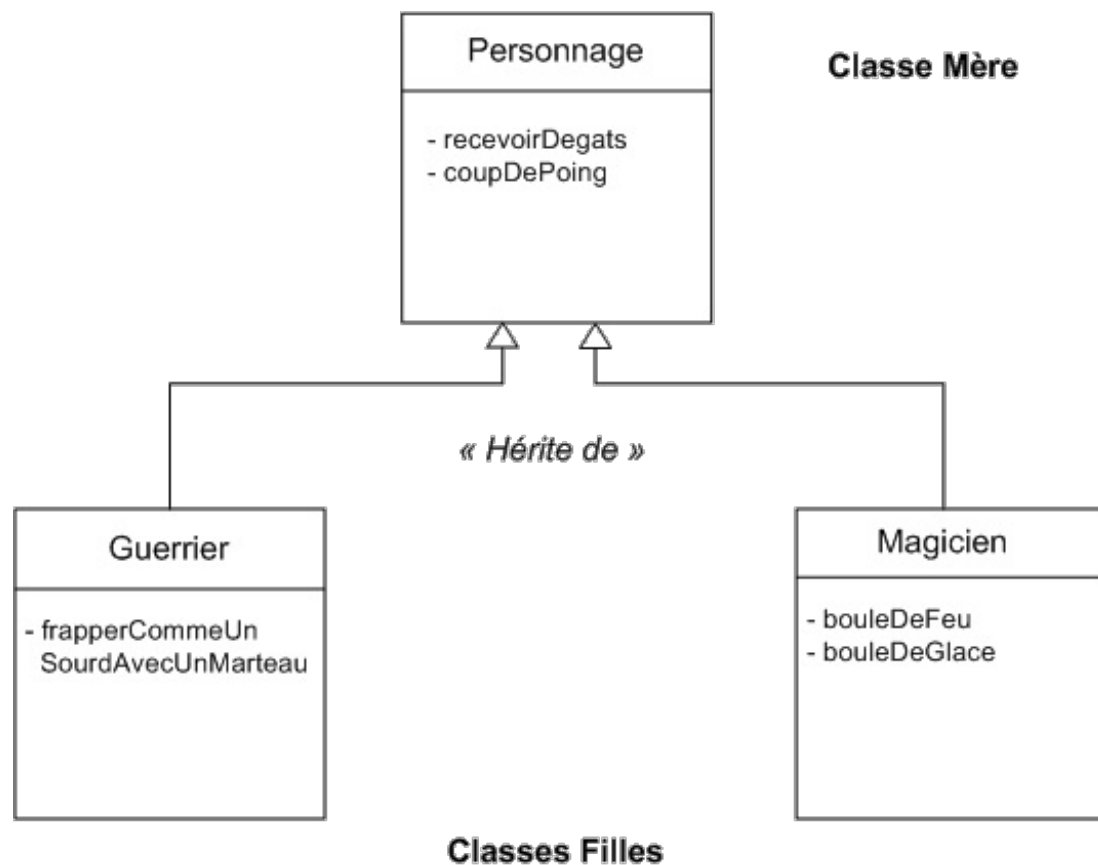 Personnage
Classe Mère
- recevoirDegats
- coupDePoing
« Hérite de »
Guerrier
- frapperCommeUn
SourdAvecUnMarteau
Magicien
- bouleDeFeu
- bouleDeGlace
Classes Filles